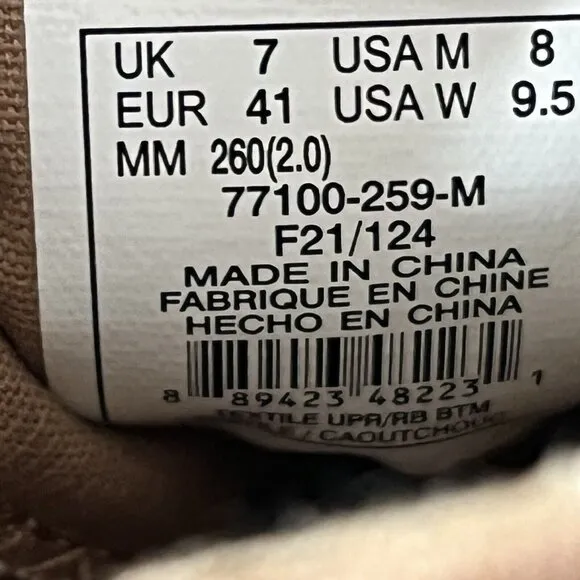 UK 7 USA M 8
EUR 41 USA W 9.5
MM 260(2.0)
77100-259-M
F21/124
MADE IN CHINA
FABRIQUE EN CHINE
HECHO EN CHINA
8 89423 48223 1
TEXTILE UPR/RB BTM
/ CAOUTCHOUC